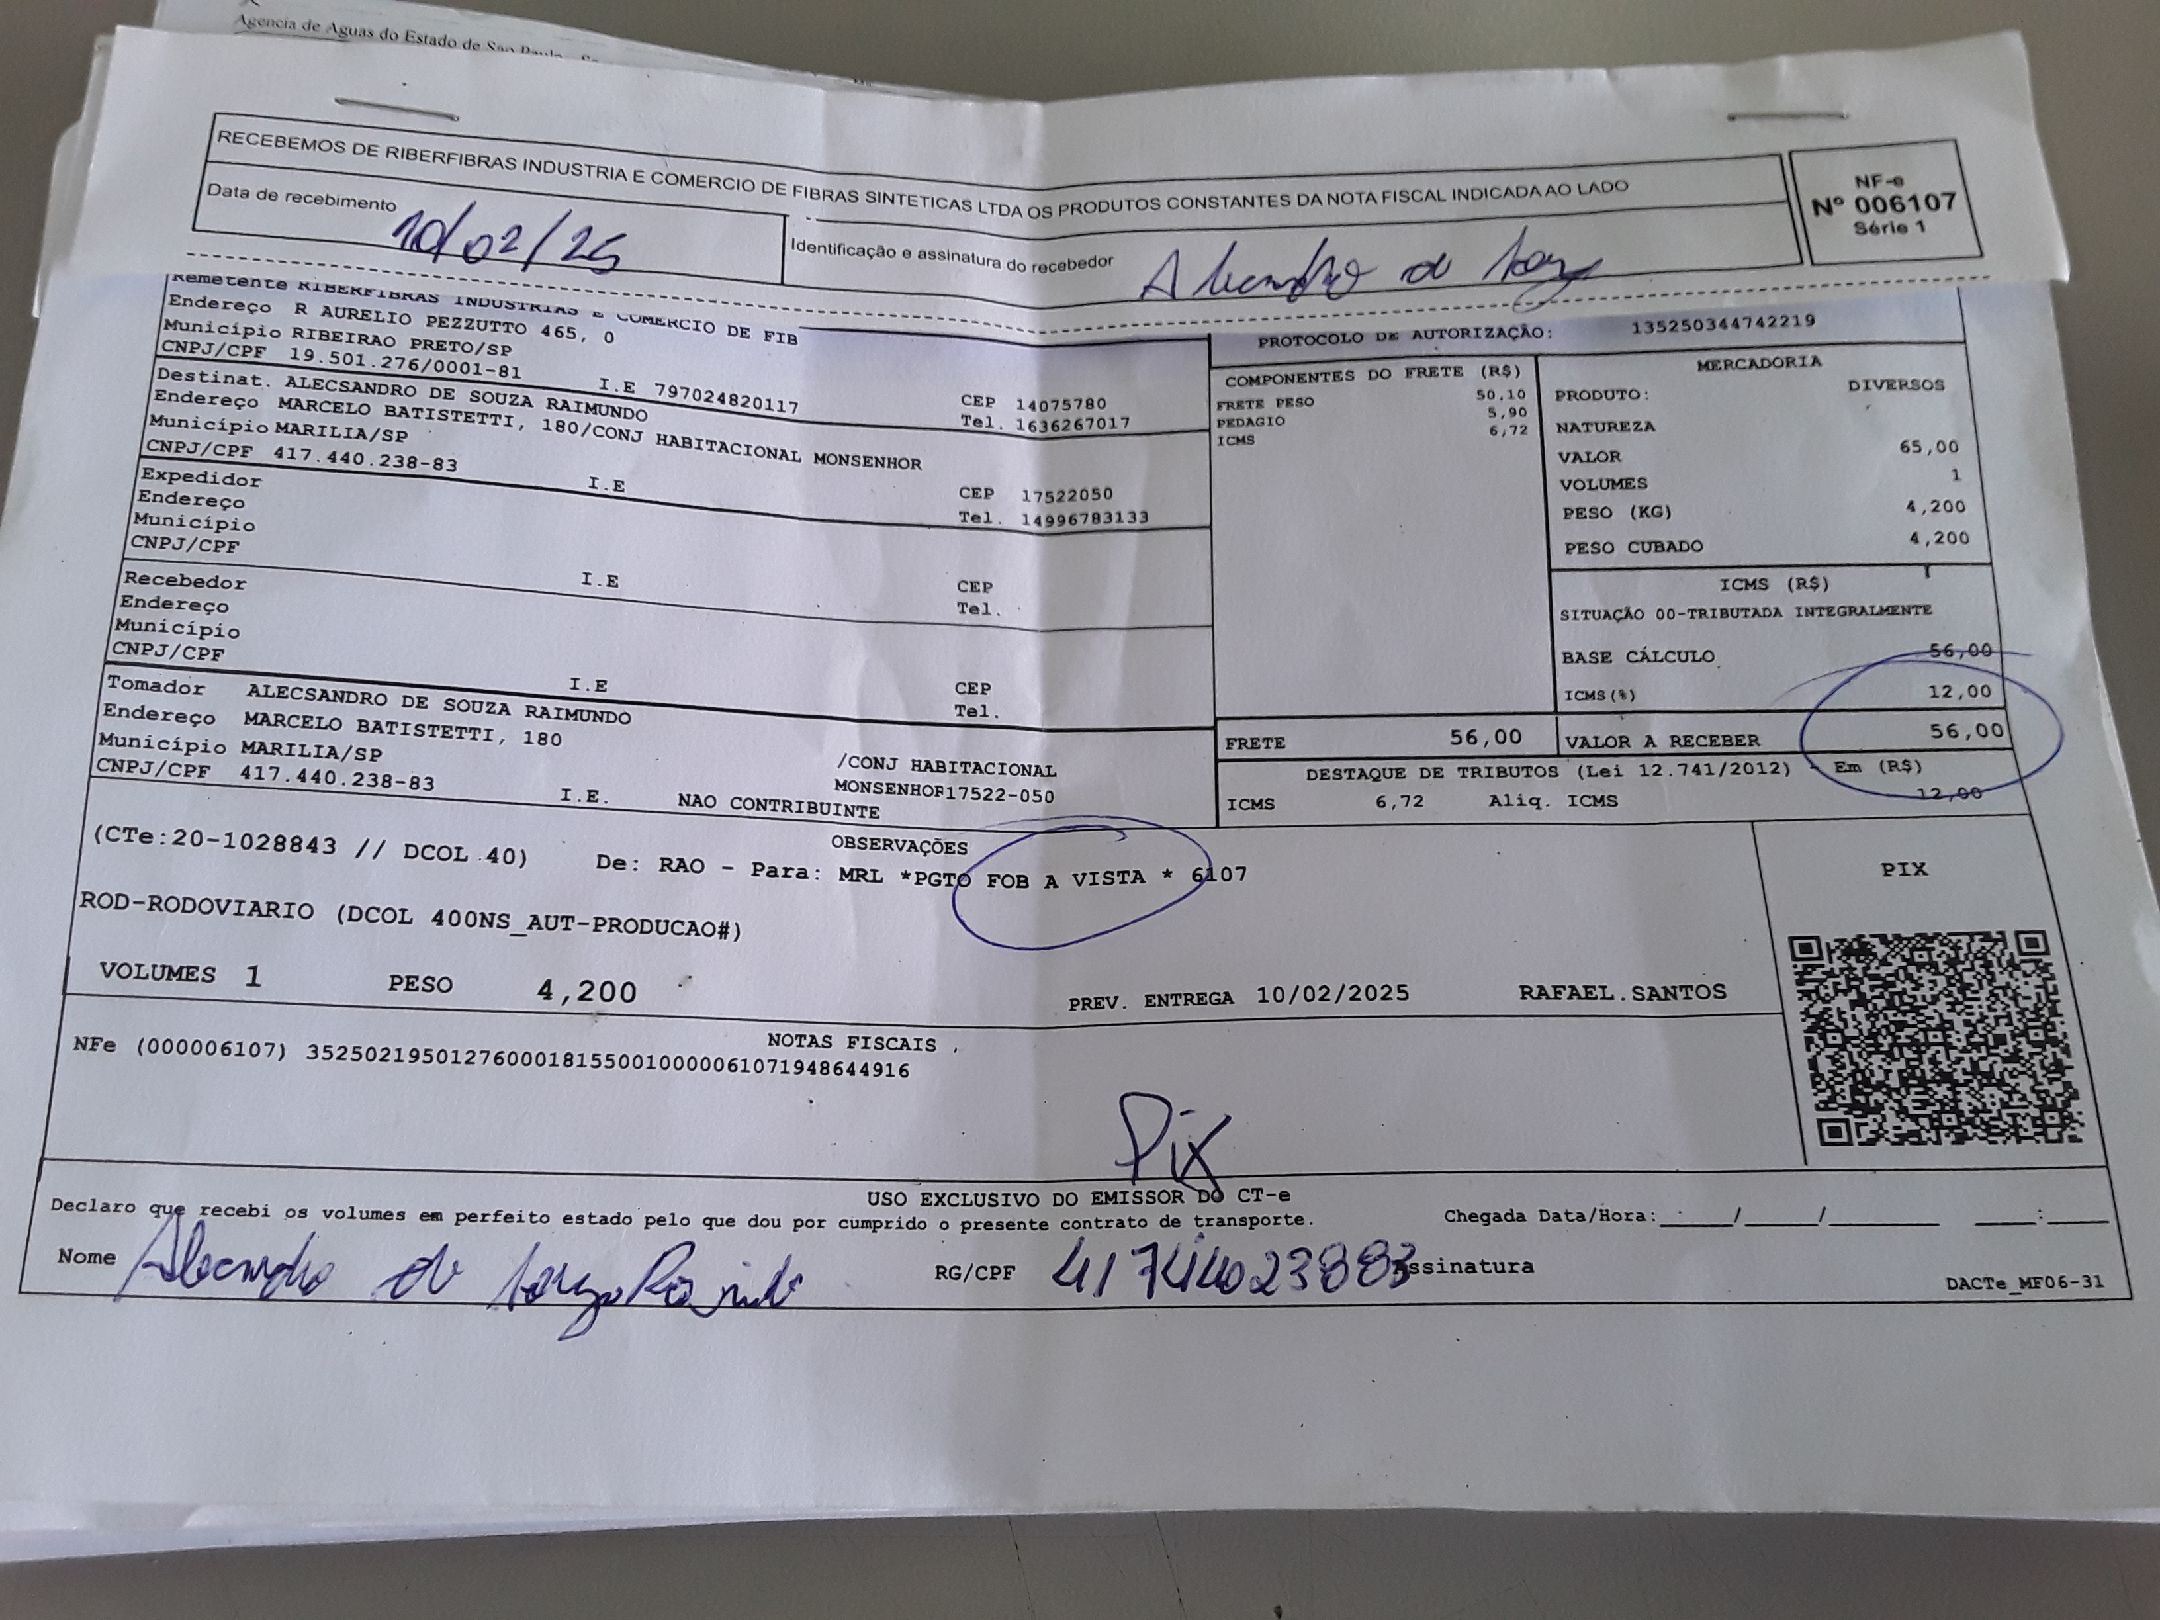 Agencia de Aguas do Estado de Sao Paulo
RECEBEMOS DE RIBERFIBRAS INDUSTRIA E COMERCIO DE FIBRAS SINTETICAS LTDA OS PRODUTOS CONSTANTES DA NOTA FISCAL INDICADA AO LADO
NF-e
Nº 006107
Série 1
Data de recebimento
10/02/25
Identificação e assinatura do recebedor
Remetente RIBERFIBRAS INDUSTRIAS E COMERCIO DE FIB
Endereço R AURELIO PEZZUTTO 465, 0
Município RIBEIRAO PRETO/SP
CEP 14075780
CNPJ/CPF 19.501.276/0001-81 I.E 797024820117 Tel. 1636267017
Destinat. ALECSANDRO DE SOUZA RAIMUNDO
Endereço MARCELO BATISTETTI, 180/CONJ HABITACIONAL MONSENHOR
Município MARILIA/SP CEP 17522050
CNPJ/CPF 417.440.238-83 I.E Tel. 14996783133
Expedidor
Endereço
Município CEP
CNPJ/CPF I.E Tel.
Recebedor
Endereço
Município CEP
CNPJ/CPF I.E Tel.
Tomador ALECSANDRO DE SOUZA RAIMUNDO
Endereço MARCELO BATISTETTI, 180 /CONJ HABITACIONAL
Município MARILIA/SP MONSENHOR17522-050
CNPJ/CPF 417.440.238-83 I.E. NAO CONTRIBUINTE
PROTOCOLO DE AUTORIZAÇÃO: 135250344742219
COMPONENTES DO FRETE (R$)
FRETE PESO 50,10
PEDAGIO 5,90
ICMS 6,72
MERCADORIA
PRODUTO: DIVERSOS
NATUREZA
VALOR 65,00
VOLUMES 1
PESO (KG) 4,200
PESO CUBADO 4,200
ICMS (R$)
SITUAÇÃO 00-TRIBUTADA INTEGRALMENTE
BASE CÁLCULO 56,00
ICMS(%) 12,00
FRETE 56,00 VALOR A RECEBER 56,00
DESTAQUE DE TRIBUTOS (Lei 12.741/2012) - Em (R$)
ICMS 6,72 Aliq. ICMS 12,00
OBSERVAÇÕES
(CTe:20-1028843 // DCOL 40) De: RAO - Para: MRL *PGTO FOB A VISTA * 6107
ROD-RODOVIARIO (DCOL 400NS_AUT-PRODUCAO#)
VOLUMES 1 PESO 4,200 PREV. ENTREGA 10/02/2025 RAFAEL.SANTOS
PIX
NOTAS FISCAIS
NFe (000006107) 35250219501276000181550010000061071948644916
Pix
USO EXCLUSIVO DO EMISSOR DO CT-e
Declaro que recebi os volumes em perfeito estado pelo que dou por cumprido o presente contrato de transporte. Chegada Data/Hora:____/____/______ ___:___
Nome RG/CPF 41744023883 Assinatura
DACTe_MF06-31